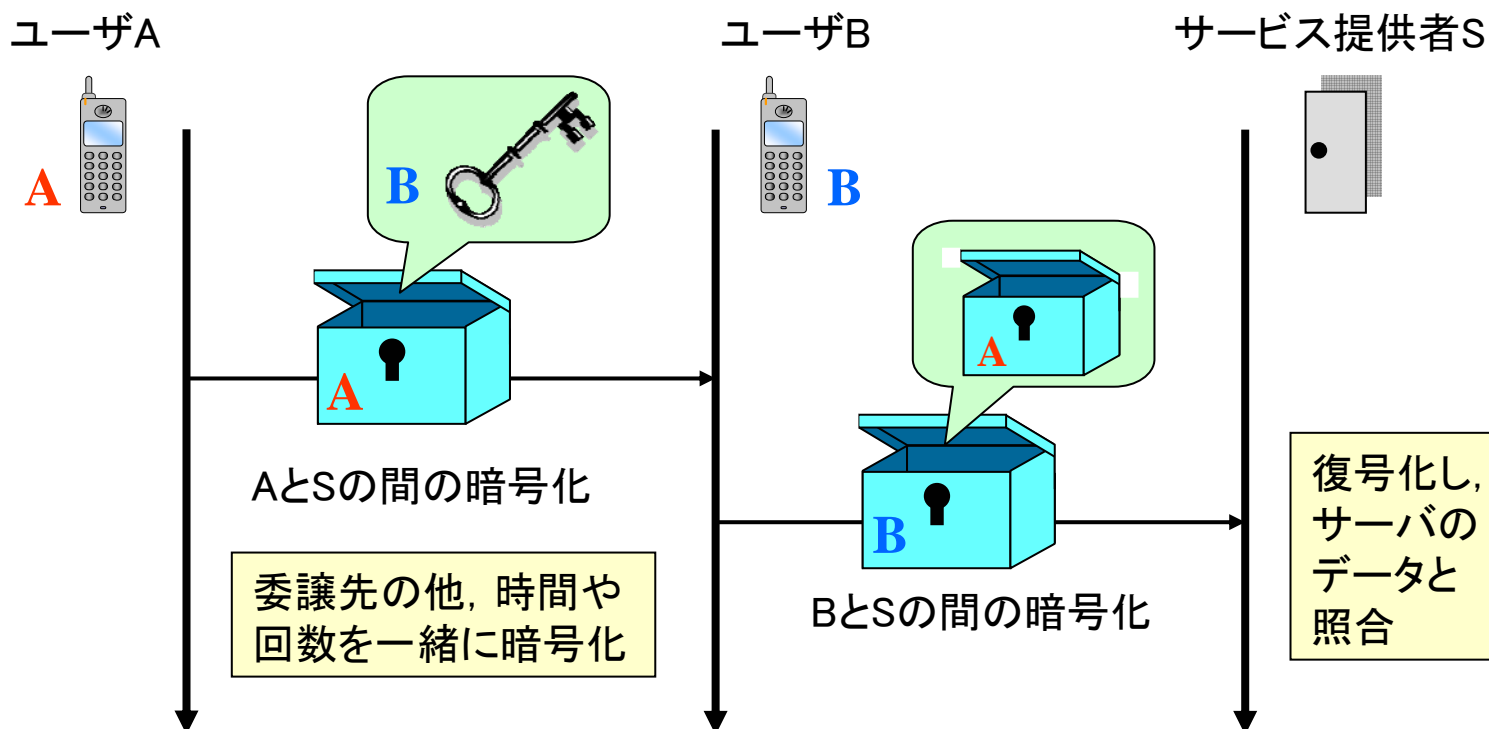 ユーザA
ユーザB
サービス提供者S
A
B
B
A
A
B
AとSの間の暗号化
委譲先の他,時間や
回数を一緒に暗号化
BとSの間の暗号化
復号化し,
サーバの
データと
照合